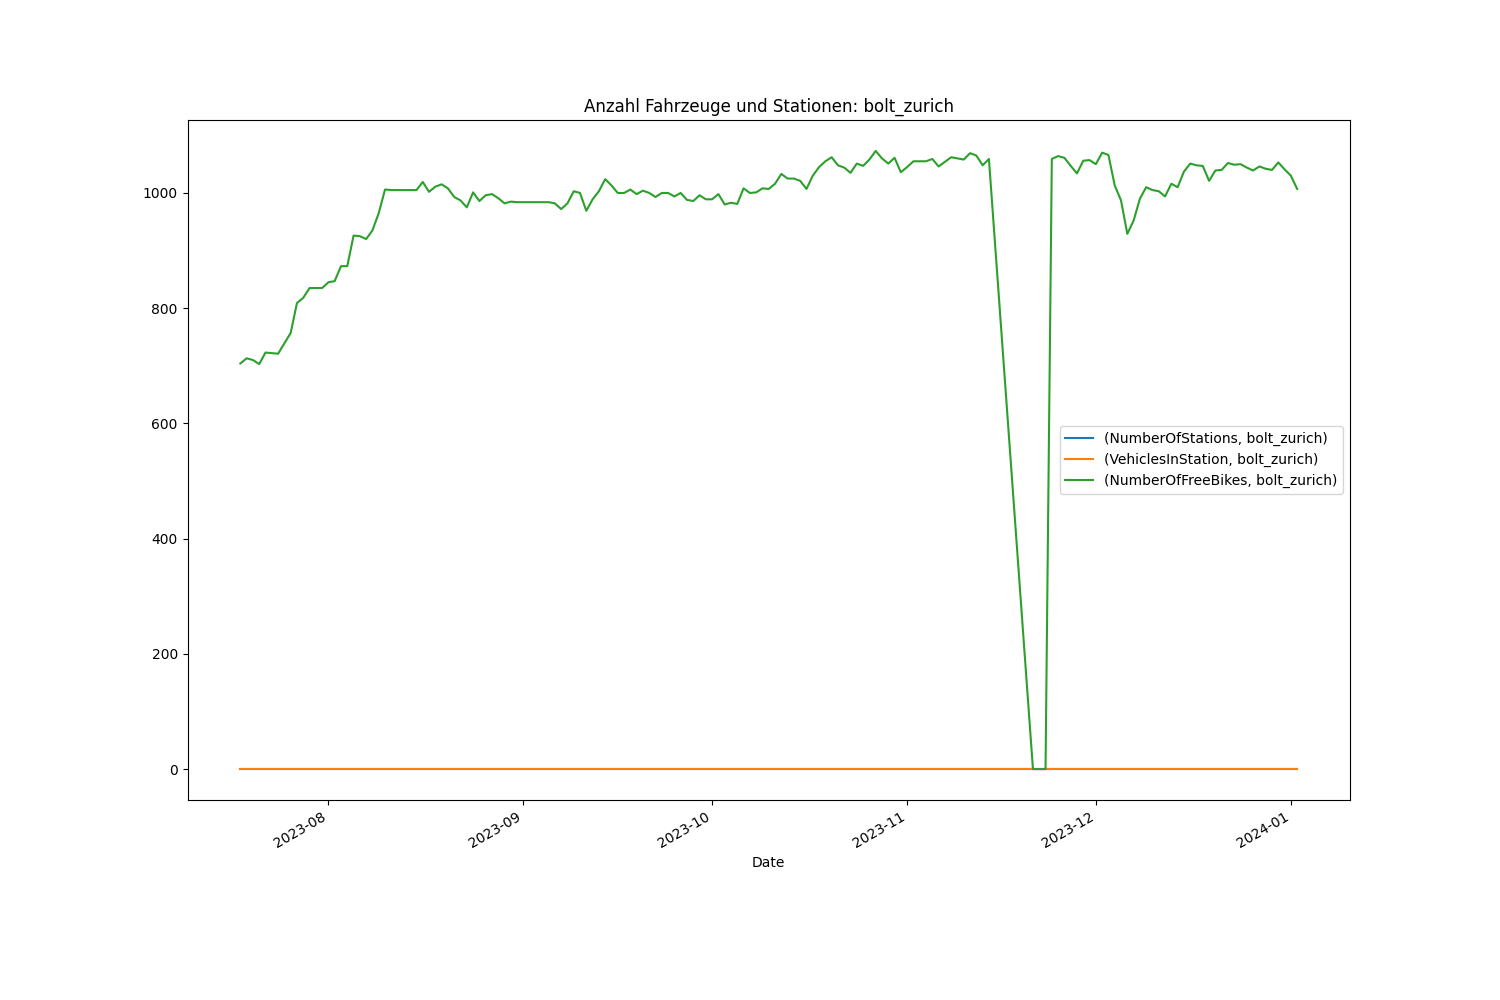 Anzahl Fahrzeuge und Stationen: bolt_zurich
1000
800
600
400
200
0
(NumberOfStations, bolt_zurich)
(VehiclesInStation, bolt_zurich)
(NumberOfFreeBikes, bolt_zurich)
2023-08
2023-09
2023-10
2023-11
2023-12
2024-01
Date